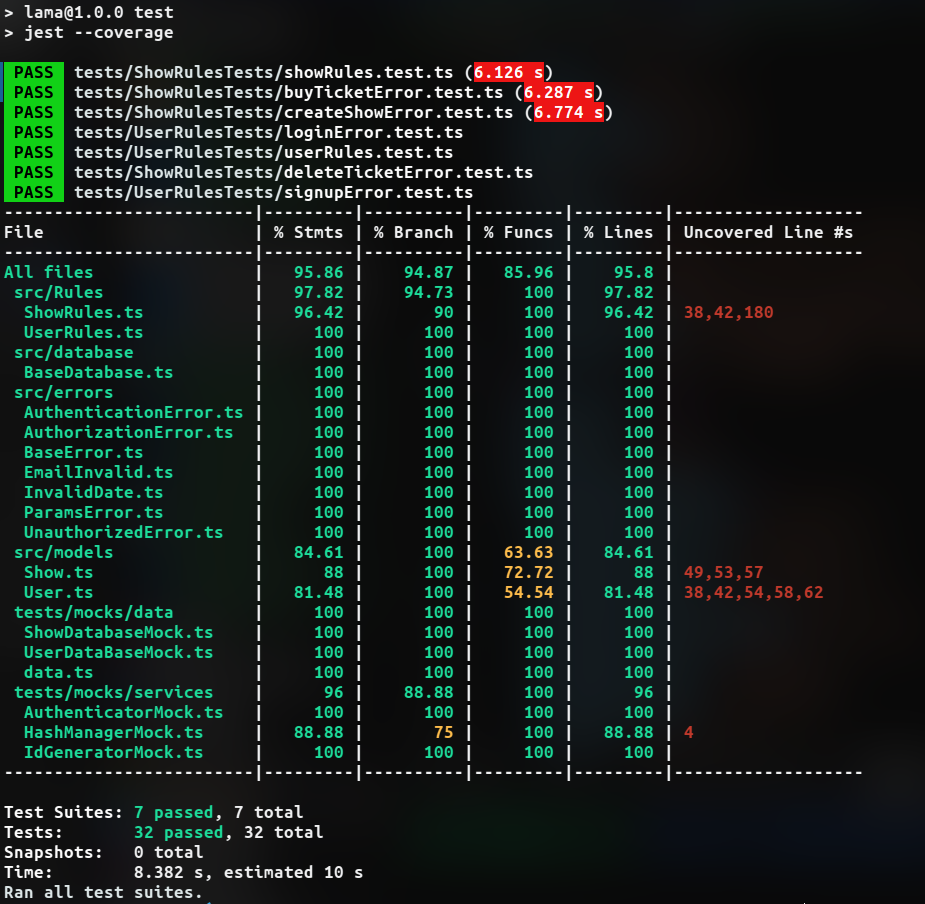 > lama@1.0.0 test
> jest --coverage
PASS tests/ShowRulesTests/showRules.test.ts (6.126 s)
PASS tests/ShowRulesTests/buyTicketError.test.ts (6.287 s)
PASS tests/ShowRulesTests/createShowError.test.ts (6.774 s)
PASS tests/UserRulesTests/loginError.test.ts
PASS tests/UserRulesTests/userRules.test.ts
PASS tests/ShowRulesTests/deleteTicketError.test.ts
PASS tests/UserRulesTests/signupError.test.ts
-------------------------|---------|----------|---------|---------|-------------------
File                     | % Stmts | % Branch | % Funcs | % Lines | Uncovered Line #s
-------------------------|---------|----------|---------|---------|-------------------
All files                |   95.86 |    94.87 |   85.96 |    95.8 |
 src/Rules               |   97.82 |    94.73 |     100 |   97.82 |
  ShowRules.ts           |   96.42 |       90 |     100 |   96.42 | 38,42,180
  UserRules.ts           |     100 |      100 |     100 |     100 |
 src/database            |     100 |      100 |     100 |     100 |
  BaseDatabase.ts        |     100 |      100 |     100 |     100 |
 src/errors              |     100 |      100 |     100 |     100 |
  AuthenticationError.ts |     100 |      100 |     100 |     100 |
  AuthorizationError.ts  |     100 |      100 |     100 |     100 |
  BaseError.ts           |     100 |      100 |     100 |     100 |
  EmailInvalid.ts        |     100 |      100 |     100 |     100 |
  InvalidDate.ts         |     100 |      100 |     100 |     100 |
  ParamsError.ts         |     100 |      100 |     100 |     100 |
  UnauthorizedError.ts   |     100 |      100 |     100 |     100 |
 src/models              |   84.61 |      100 |   63.63 |   84.61 |
  Show.ts                |      88 |      100 |   72.72 |      88 | 49,53,57
  User.ts                |   81.48 |      100 |   54.54 |   81.48 | 38,42,54,58,62
 tests/mocks/data        |     100 |      100 |     100 |     100 |
  ShowDatabaseMock.ts    |     100 |      100 |     100 |     100 |
  UserDataBaseMock.ts    |     100 |      100 |     100 |     100 |
  data.ts                |     100 |      100 |     100 |     100 |
 tests/mocks/services    |      96 |    88.88 |     100 |      96 |
  AuthenticatorMock.ts   |     100 |      100 |     100 |     100 |
  HashManagerMock.ts     |   88.88 |       75 |     100 |   88.88 | 4
  IdGeneratorMock.ts     |     100 |      100 |     100 |     100 |
-------------------------|---------|----------|---------|---------|-------------------
Test Suites: 7 passed, 7 total
Tests:       32 passed, 32 total
Snapshots:   0 total
Time:        8.382 s, estimated 10 s
Ran all test suites.